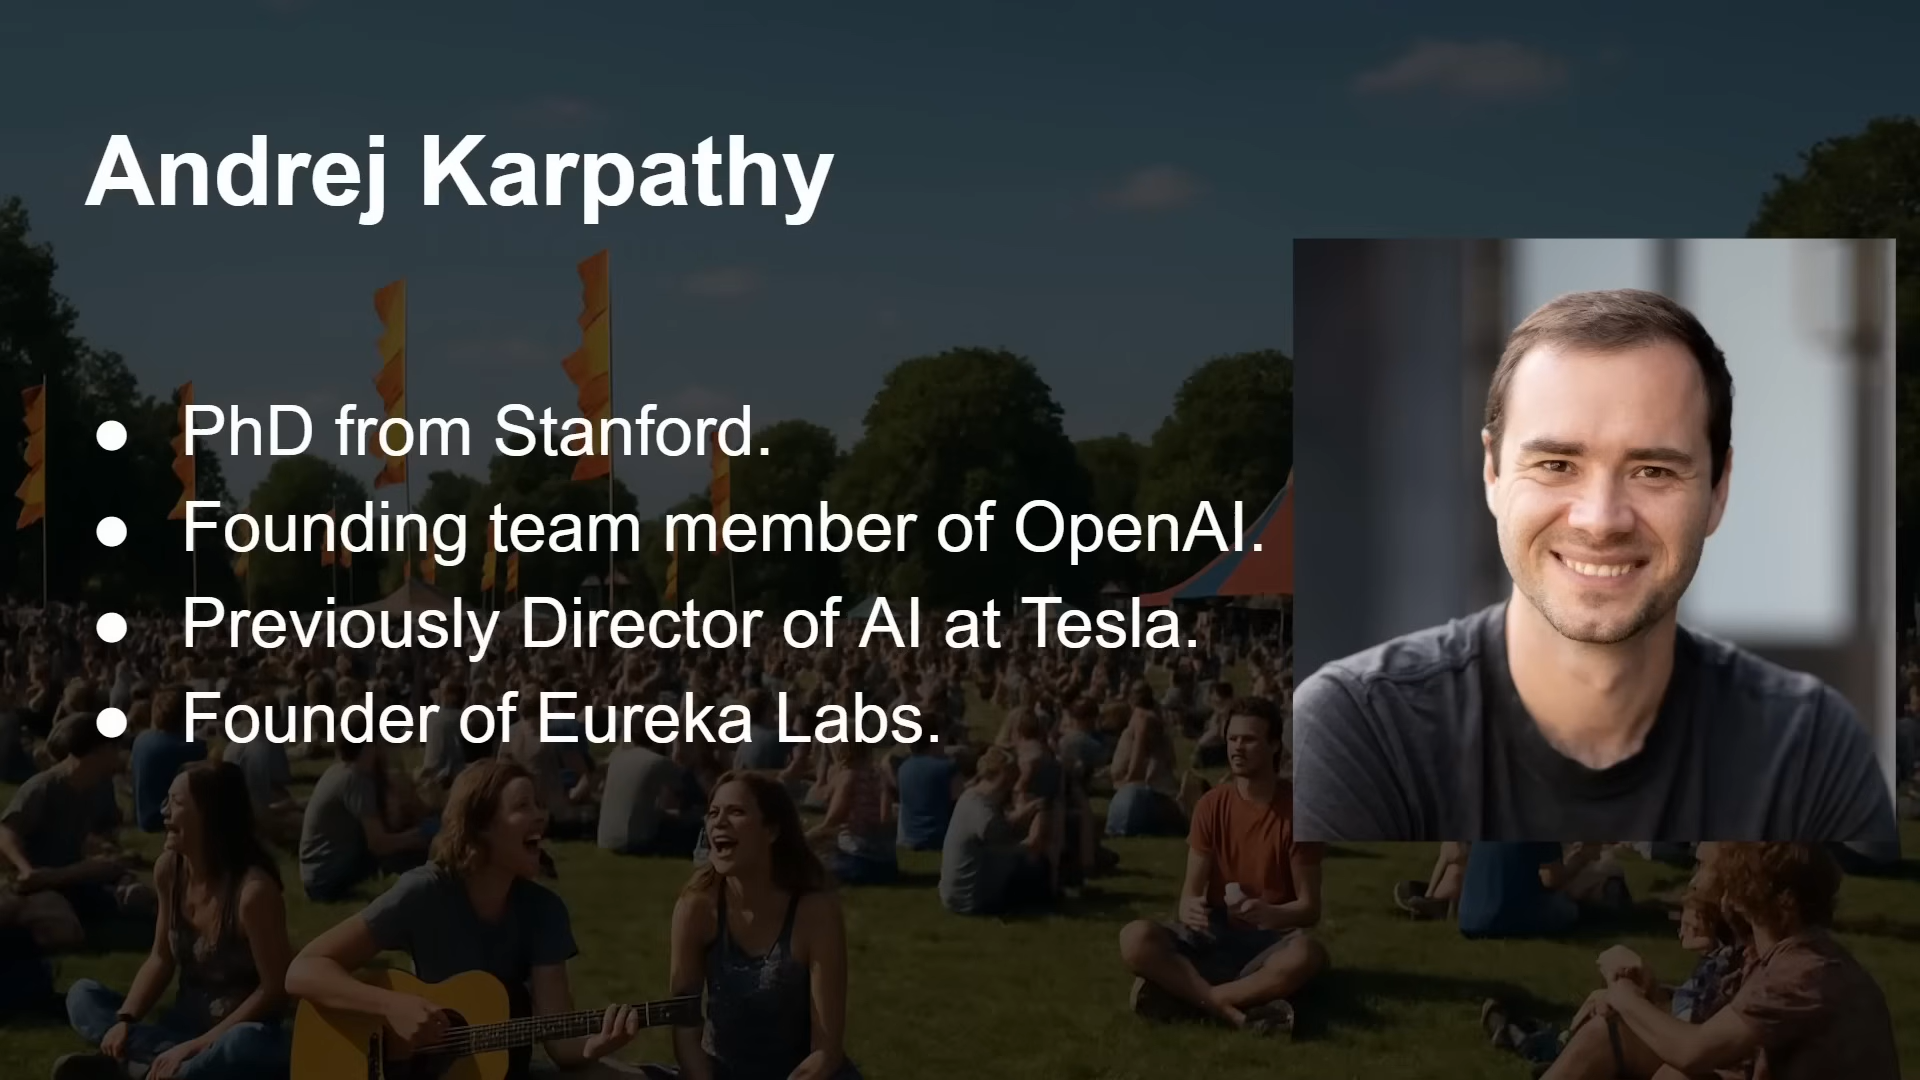 Andrej Karpathy
● PhD from Stanford.
● Founding team member of OpenAI.
● Previously Director of AI at Tesla.
● Founder of Eureka Labs.